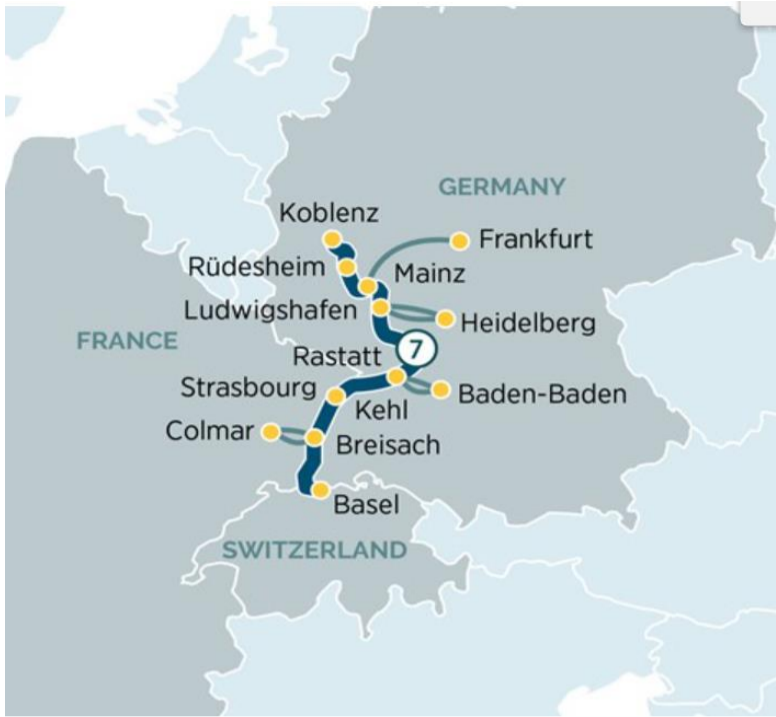 GERMANY
Koblenz
Frankfurt
Rüdesheim
Mainz
Ludwigshafen
Heidelberg
FRANCE
7
Rastatt
Strasbourg
Baden-Baden
Kehl
Colmar
Breisach
Basel
SWITZERLAND